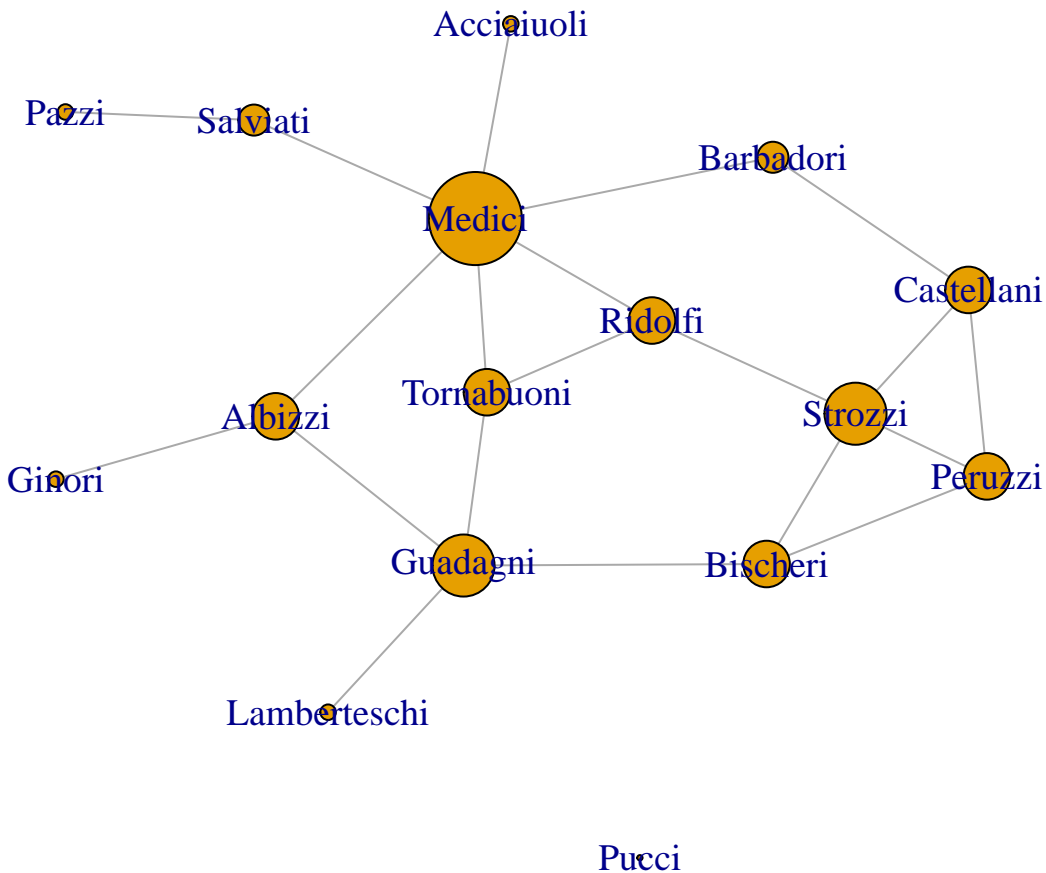 Acciaiuoli
Pazzi
Salviati
Barbadori
Medici
Castellani
Ridolfi
Tornabuoni
Albizzi
Strozzi
Ginori
Peruzzi
Guadagni
Bischeri
Lamberteschi
Pucci